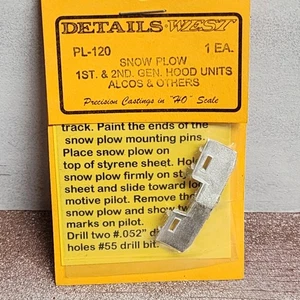 DETAILS WEST
PL-120 1 EA.
SNOW PLOW
1ST. & 2ND. GEN. HOOD UNITS
ALCOS & OTHERS
Precision Castings in "HO" Scale
track. Paint the ends of the
snow plow mounting pins.
Place snow plow on
top of styrene sheet. Hol
snow plow firmly on st
sheet and slide toward lo
motive pilot. Remove the
snow plow and show tw
marks on pilot.
Drill two #.052" d
holes #55 drill bit.